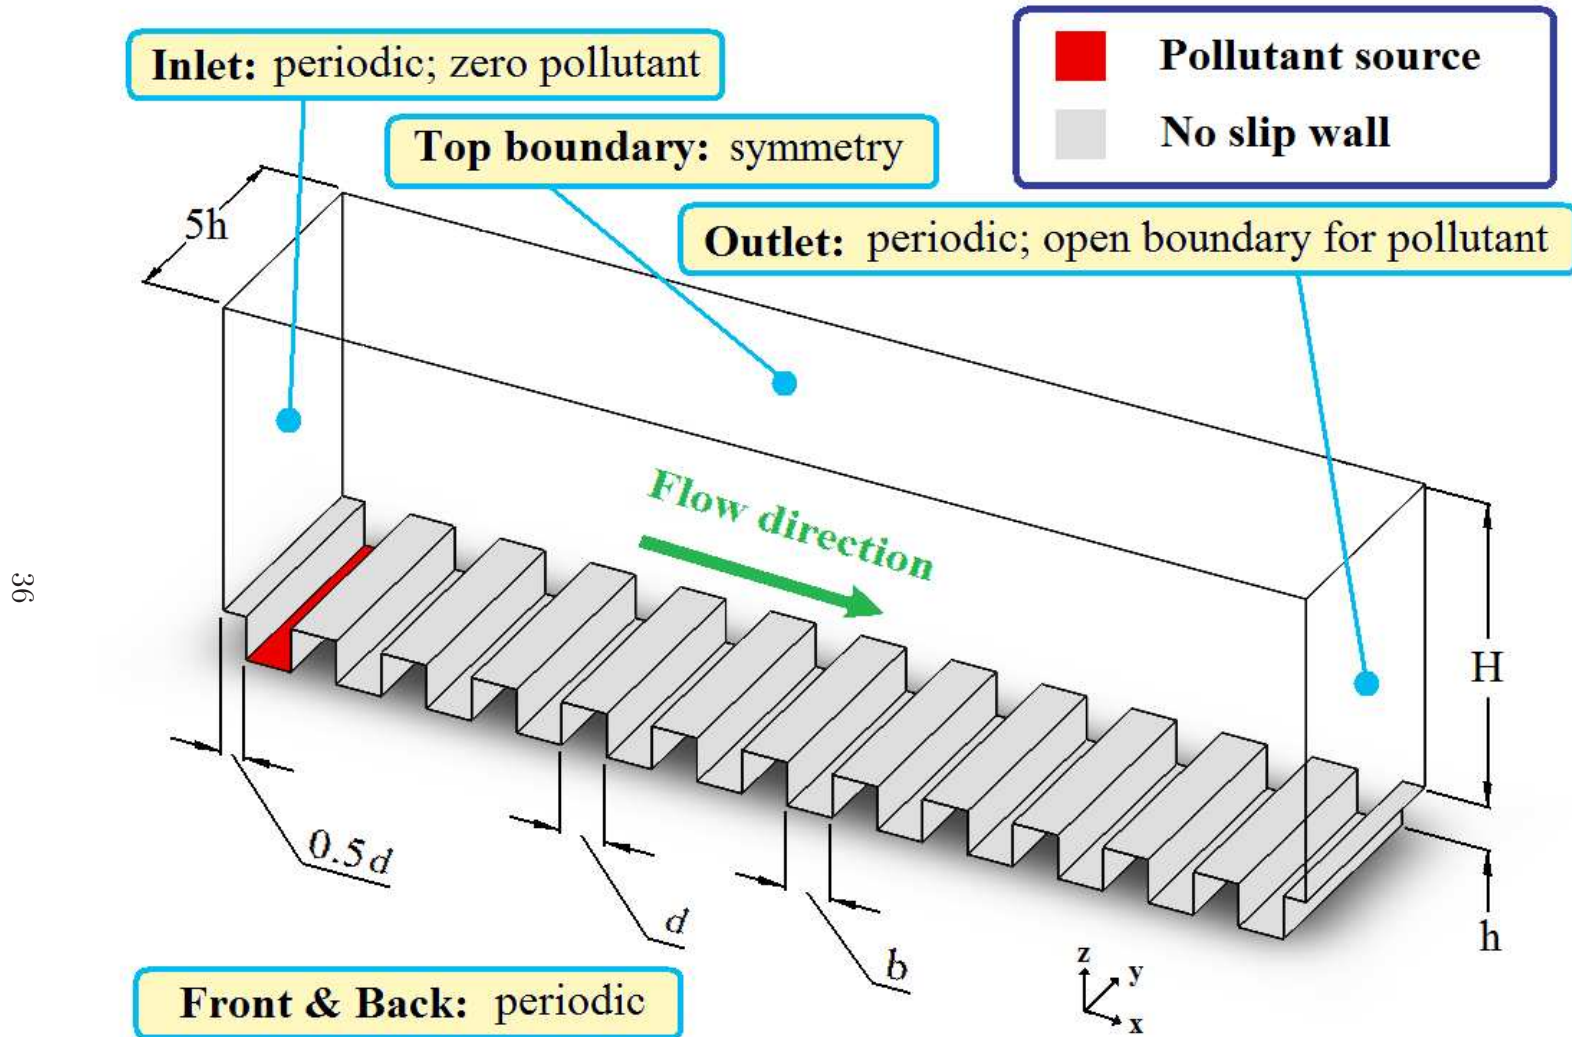 Inlet: periodic; zero pollutant
Pollutant source
No slip wall
Top boundary: symmetry
Outlet: periodic; open boundary for pollutant
5h
Flow direction
36
H
h
0.5d
d
b
z
y
x
Front & Back: periodic